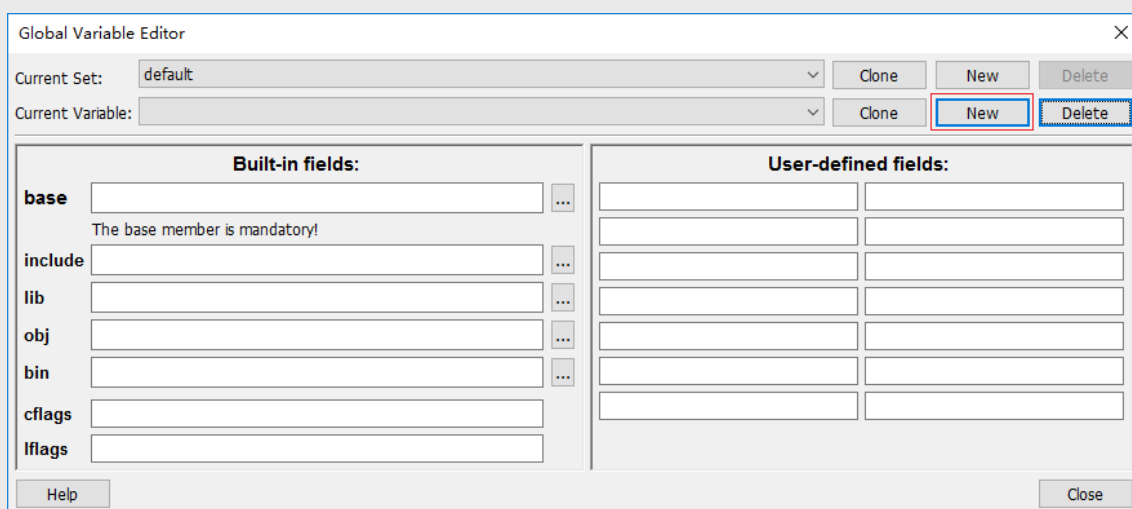 Global Variable Editor
Current Set: default Clone New Delete
Current Variable: Clone New Delete
Built-in fields: User-defined fields:
base ...
The base member is mandatory!
include ...
lib ...
obj ...
bin ...
cflags
lflags
Help Close